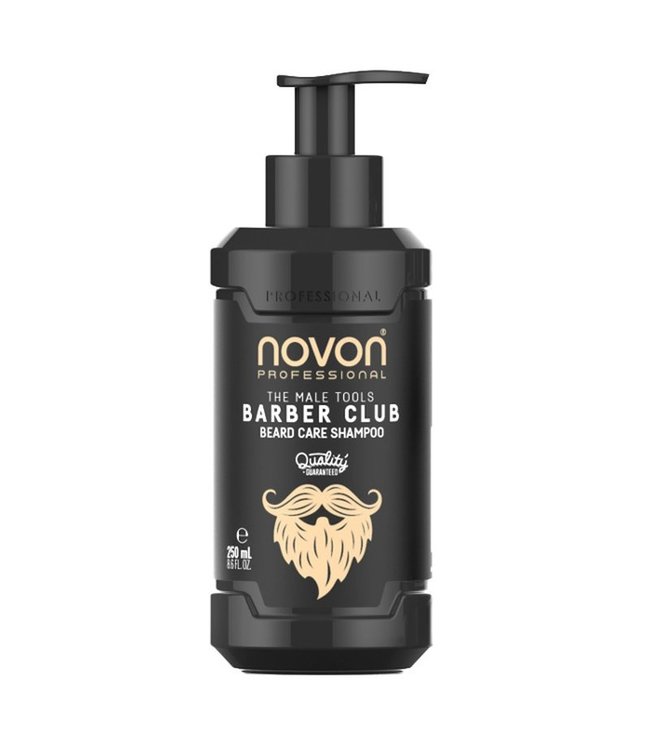 PROFESSIONAL
novon®
PROFESSIONAL
THE MALE TOOLS
BARBER CLUB
BEARD CARE SHAMPOO
Quality
GUARANTEED
℮
250 mL
8.6 FL.OZ.